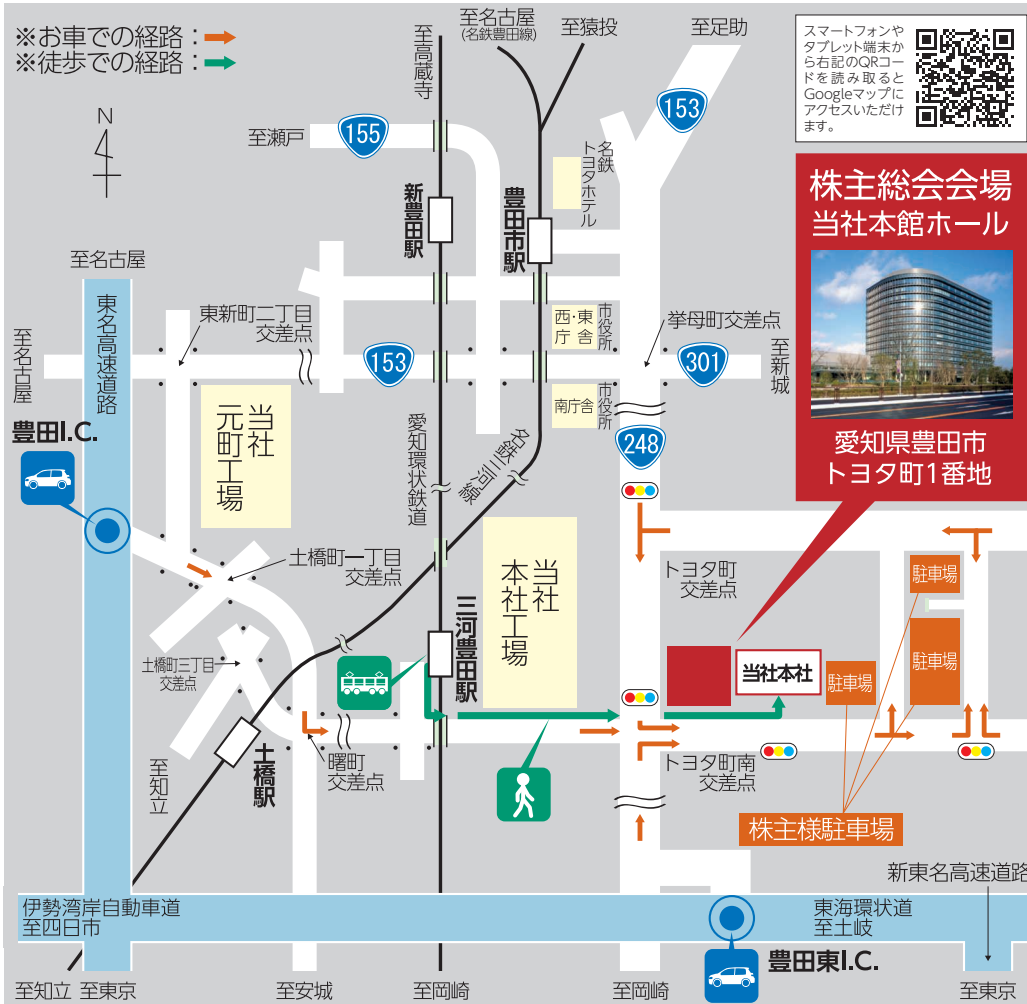 ※お車での経路：
※徒歩での経路：
N
至高蔵寺
至名古屋
(名鉄豊田線)
至猿投
至足助
スマートフォンや
タブレット端末か
ら右記のQRコー
ドを読み取ると
Googleマップに
アクセスいただけ
ます。
至瀬戸
155
153
名鉄
トヨタホテル
新豊田駅
豊田市駅
株主総会会場
当社本館ホール
愛知県豊田市
トヨタ町1番地
至名古屋
東名高速道路
至名古屋
東新町二丁目
交差点
153
市役所
西・東
庁舎
挙母町交差点
301
至新城
市役所
南庁舎
248
豊田I.C.
当社
元町工場
愛知環状鉄道
名鉄三河線
土橋町一丁目
交差点
当社
本社工場
トヨタ町
交差点
駐車場
三河豊田駅
土橋町三丁目
交差点
当社本社
駐車場
駐車場
土橋駅
曙町
交差点
トヨタ町南
交差点
至知立
株主様駐車場
新東名高速道路
伊勢湾岸自動車道
至四日市
東海環状道
至土岐
豊田東I.C.
至知立
至東京
至安城
至岡崎
至岡崎
至東京